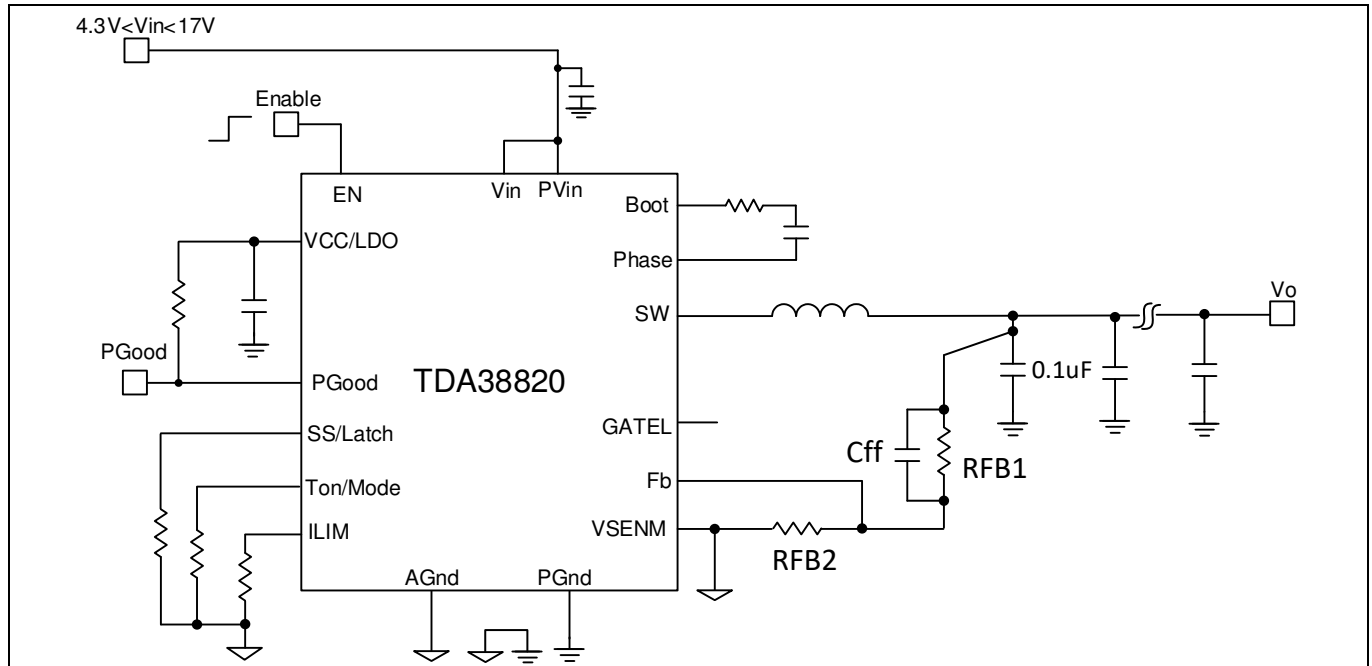 4.3V<Vin<17V
Enable
EN
Vin
PVin
Boot
VCC/LDO
Phase
SW
Vo
PGood
PGood
TDA38820
0.1uF
SS/Latch
GATEL
Cff
RFB1
Ton/Mode
Fb
ILIM
VSENM
RFB2
AGnd
PGnd